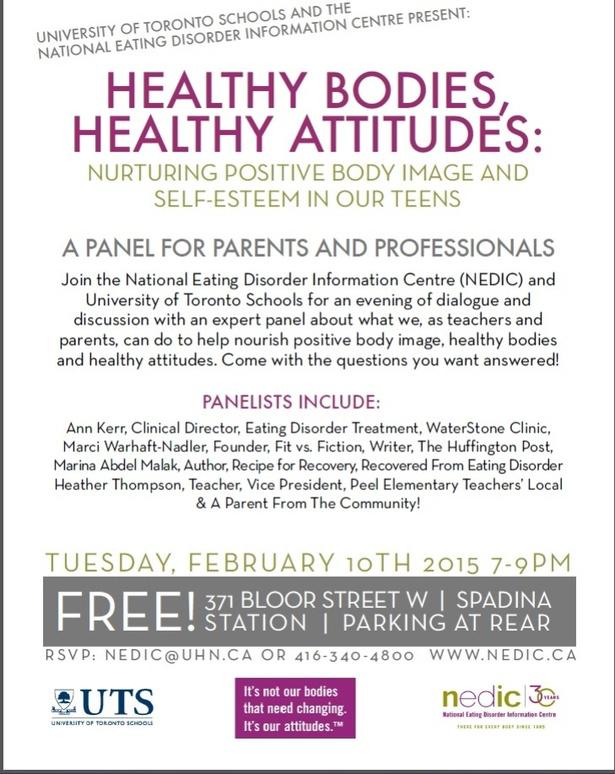 UNIVERSITY OF TORONTO SCHOOLS AND THE
NATIONAL EATING DISORDER INFORMATION CENTRE PRESENT:
HEALTHY BODIES,
HEALTHY ATTITUDES:
NURTURING POSITIVE BODY IMAGE AND
SELF-ESTEEM IN OUR TEENS
A PANEL FOR PARENTS AND PROFESSIONALS
Join the National Eating Disorder Information Centre (NEDIC) and
University of Toronto Schools for an evening of dialogue and
discussion with an expert panel about what we, as teachers and
parents, can do to help nourish positive body image, healthy bodies
and healthy attitudes. Come with the questions you want answered!
PANELISTS INCLUDE:
Ann Kerr, Clinical Director, Eating Disorder Treatment, WaterStone Clinic,
Marci Warhaft-Nadler, Founder, Fit vs. Fiction, Writer, The Huffington Post,
Marina Abdel Malak, Author, Recipe for Recovery, Recovered From Eating Disorder
Heather Thompson, Teacher, Vice President, Peel Elementary Teachers' Local
& A Parent From The Community!
TUESDAY, FEBRUARY 10TH 2015 7-9PM
FREE! 371 BLOOR STREET W | SPADINA
STATION | PARKING AT REAR
RSVP: NEDIC@UHN.CA OR 416-340-4800 WWW.NEDIC.CA
UTS
UNIVERSITY OF TORONTO SCHOOLS
It's not our bodies
that need changing.
It's our attitudes.™
nedic 30 YEARS
National Eating Disorder Information Centre
THERE FOR EVERY BODY SINCE 1985